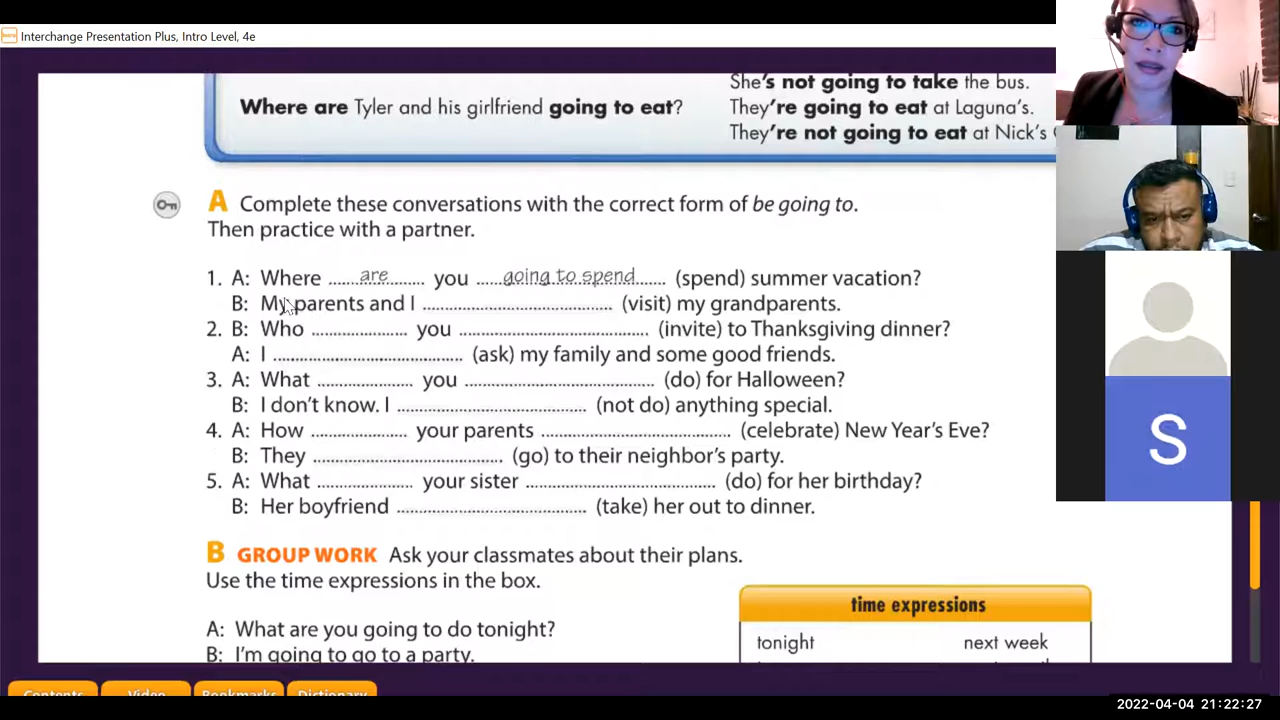 Interchange Presentation Plus, Intro Level, 4e
She's not going to take the bus.
Where are Tyler and his girlfriend going to eat? They're going to eat at Laguna's.
They're not going to eat at Nick's
A Complete these conversations with the correct form of be going to.
Then practice with a partner.
1. A: Where ....are.... you ....going to spend.... (spend) summer vacation?
B: My parents and I .................... (visit) my grandparents.
2. B: Who .................... you .................... (invite) to Thanksgiving dinner?
A: I .................... (ask) my family and some good friends.
3. A: What .................... you .................... (do) for Halloween?
B: I don't know. I .................... (not do) anything special.
4. A: How .................... your parents .................... (celebrate) New Year's Eve?
B: They .................... (go) to their neighbor's party.
5. A: What .................... your sister .................... (do) for her birthday?
B: Her boyfriend .................... (take) her out to dinner.
B GROUP WORK Ask your classmates about their plans.
Use the time expressions in the box.
time expressions
A: What are you going to do tonight?
tonight next week
B: I'm going to go to a party.
Contents Video Bookmarks Dictionary
S
2022-04-04 21:22:27